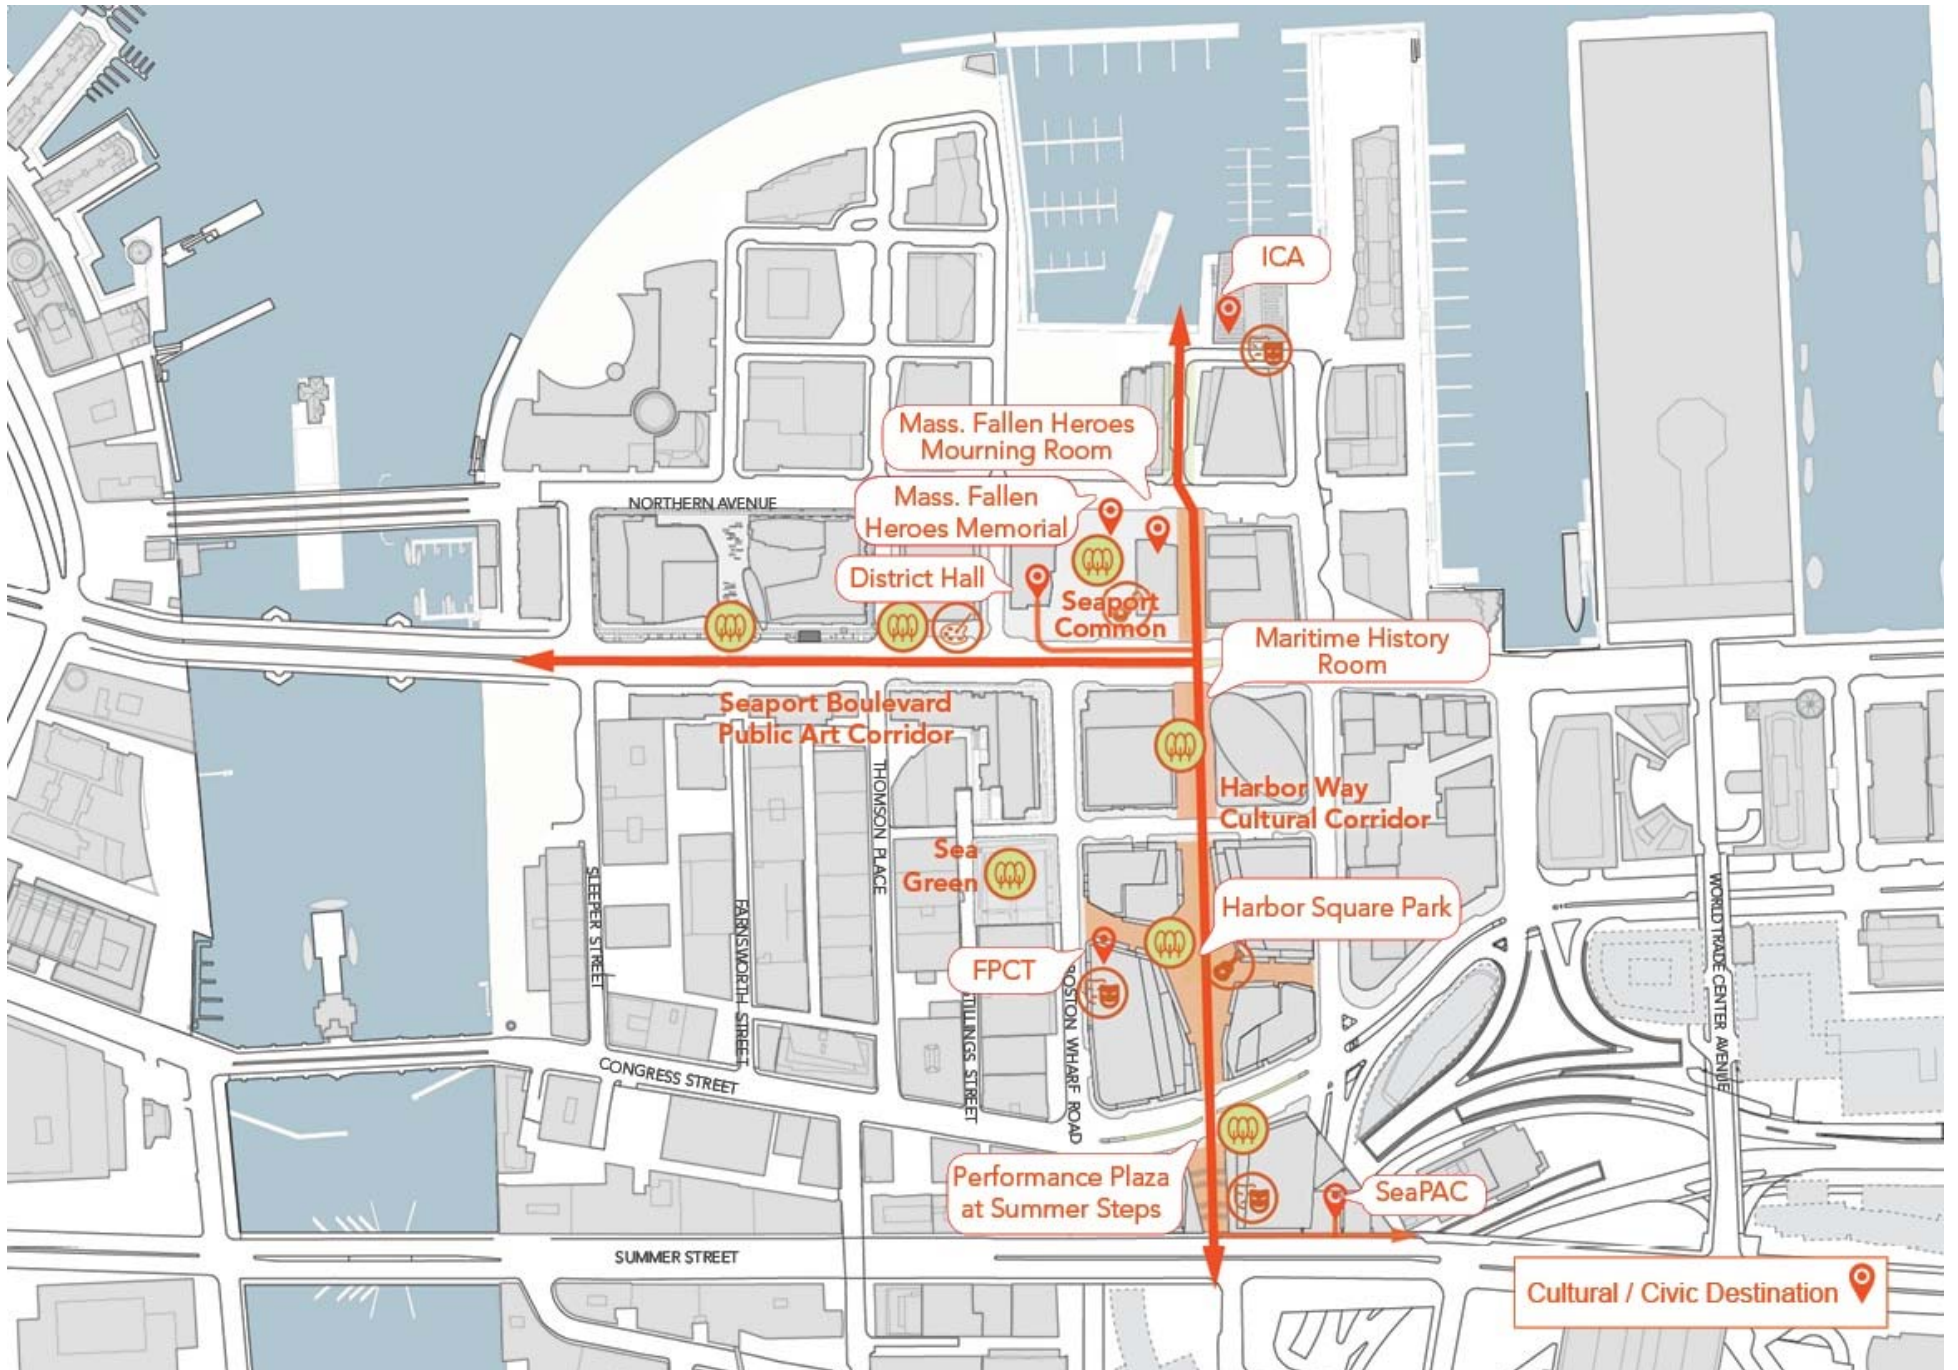 ICA
Mass. Fallen Heroes
Mourning Room
Mass. Fallen
Heroes Memorial
NORTHERN AVENUE
District Hall
Seaport
Common
Maritime History
Room
Seaport Boulevard
Public Art Corridor
THOMSON PLACE
Harbor Way
Cultural Corridor
Sea
Green
SLEEPER STREET
FARNSWORTH STREET
WORLD TRADE CENTER AVENUE
Harbor Square Park
FPCT
STILLINGS STREET
BOSTON WHARF ROAD
CONGRESS STREET
Performance Plaza
at Summer Steps
SeaPAC
SUMMER STREET
Cultural / Civic Destination